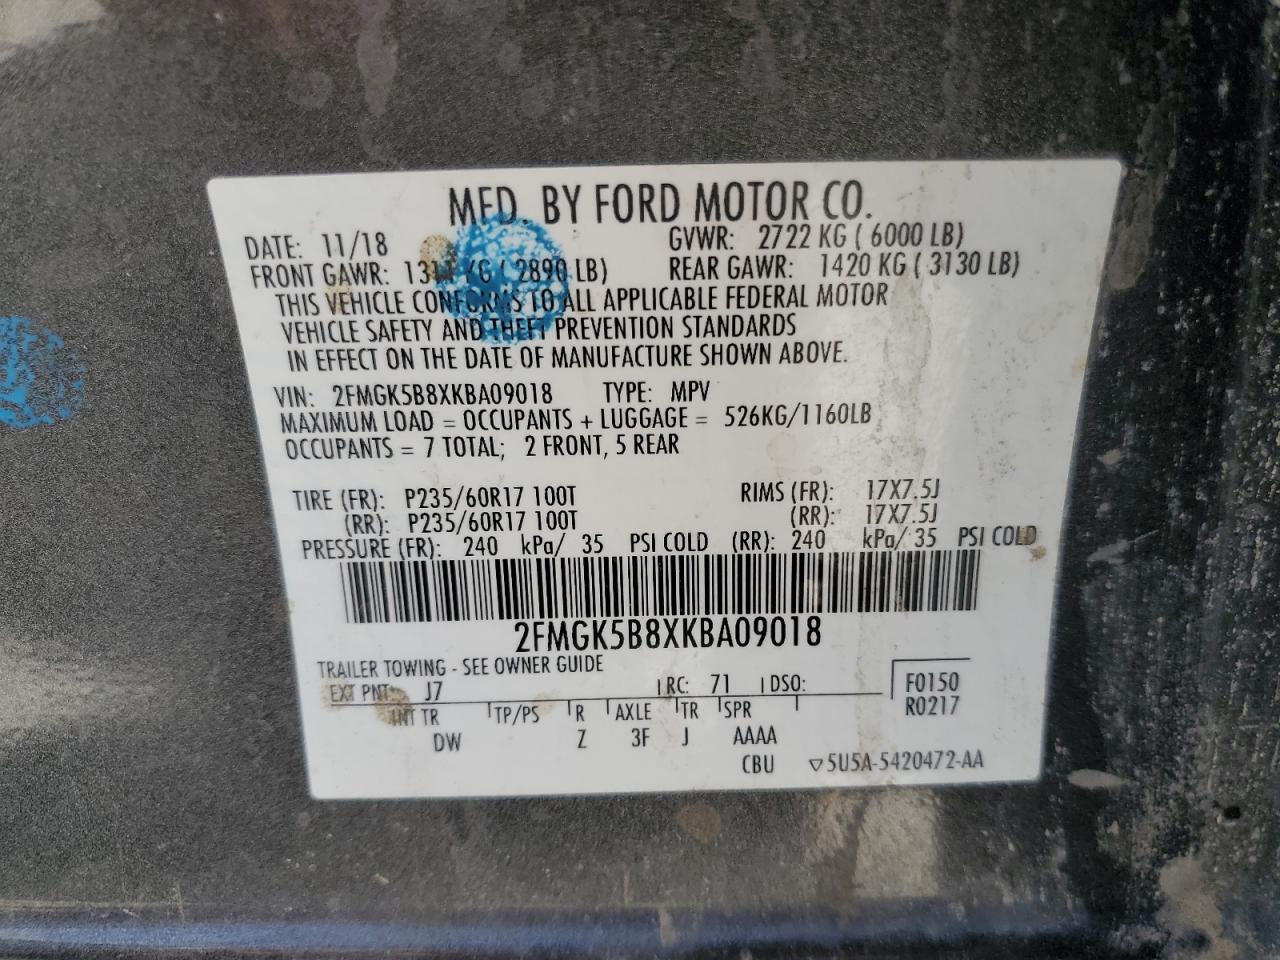 MFD. BY FORD MOTOR CO.
DATE: 11/18 GVWR: 2722 KG ( 6000 LB)
FRONT GAWR: 1311 KG ( 2890 LB) REAR GAWR: 1420 KG ( 3130 LB)
THIS VEHICLE CONFORMS TO ALL APPLICABLE FEDERAL MOTOR
VEHICLE SAFETY AND THEFT PREVENTION STANDARDS
IN EFFECT ON THE DATE OF MANUFACTURE SHOWN ABOVE.
VIN: 2FMGK5B8XKBA09018 TYPE: MPV
MAXIMUM LOAD = OCCUPANTS + LUGGAGE = 526KG/1160LB
OCCUPANTS = 7 TOTAL; 2 FRONT, 5 REAR
TIRE (FR): P235/60R17 100T RIMS (FR): 17X7.5J
(RR): P235/60R17 100T (RR): 17X7.5J
PRESSURE (FR): 240 kPa/ 35 PSI COLD (RR): 240 kPa/ 35 PSI COLD
2FMGK5B8XKBA09018
TRAILER TOWING - SEE OWNER GUIDE
EXT PNT: J7 RC: 71 DSO: F0150
R0217
INT TR TP/PS R AXLE TR SPR
DW Z 3F J AAAA
CBU ▽5U5A-5420472-AA